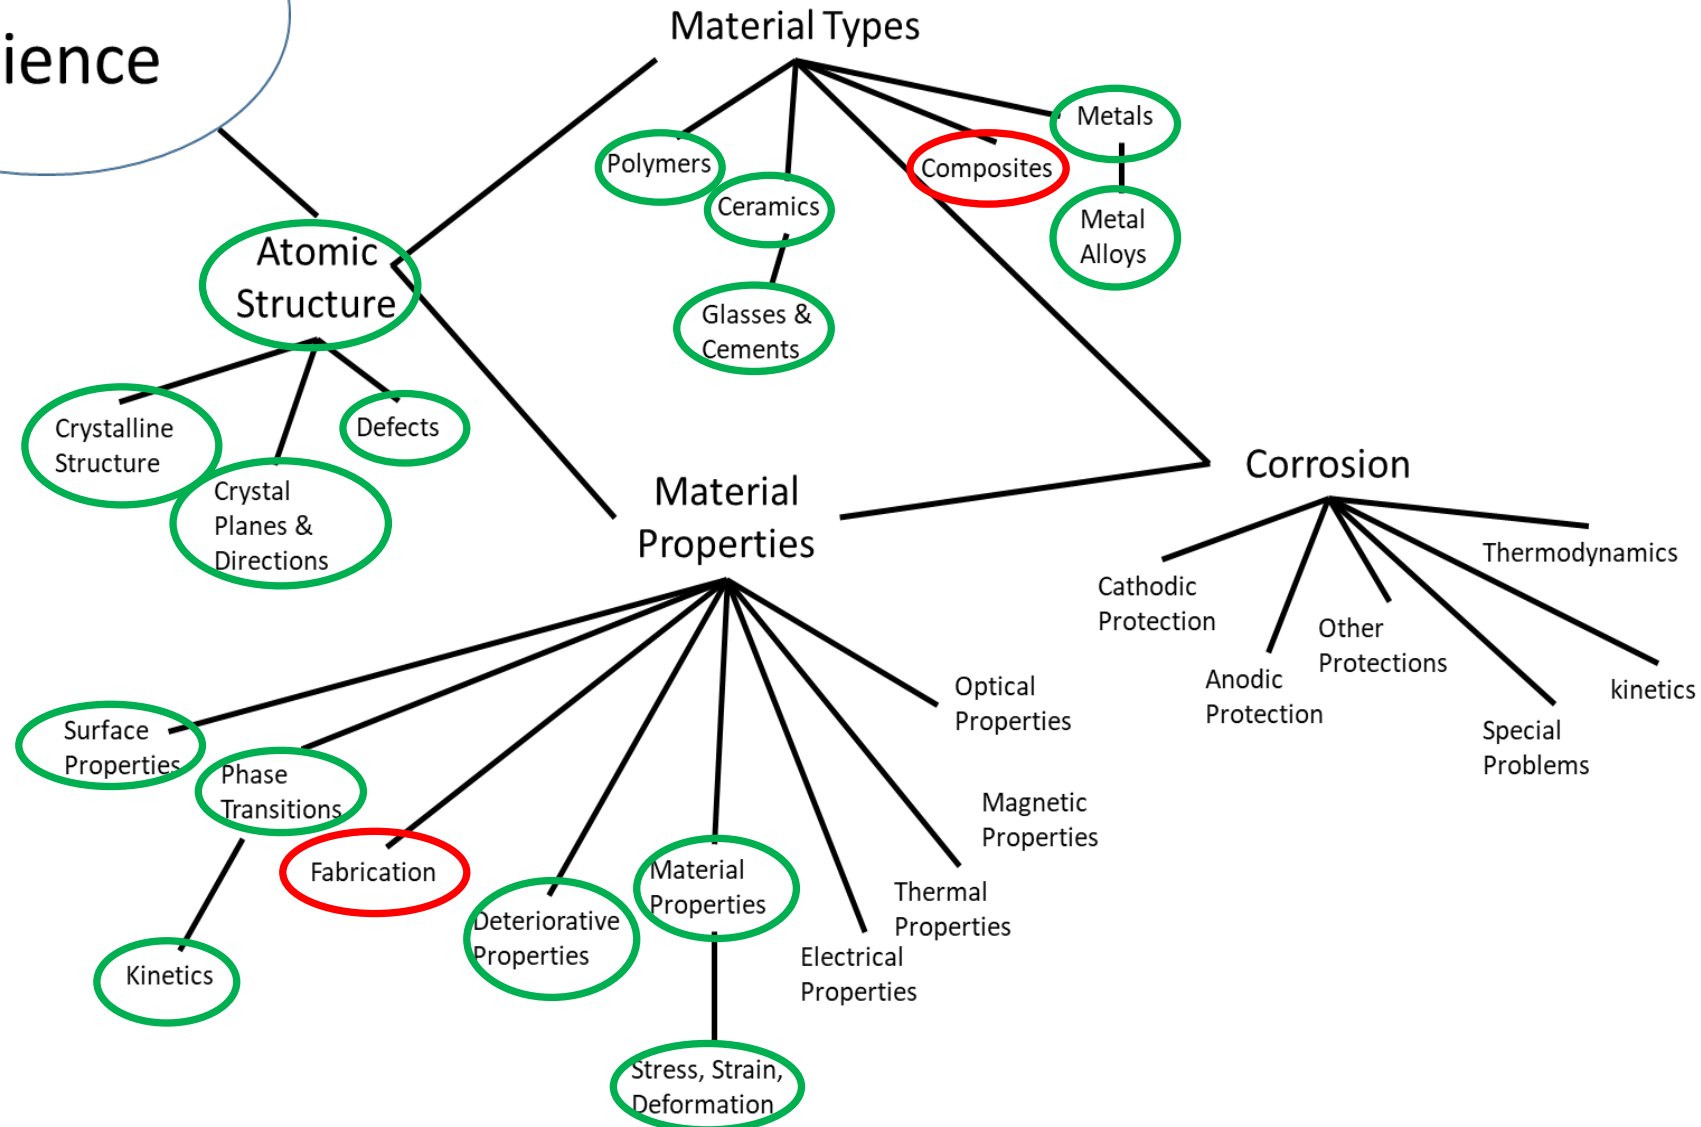 ience
Material Types
Polymers
Ceramics
Glasses &
Cements
Composites
Metals
Metal
Alloys
Atomic
Structure
Crystalline
Structure
Crystal
Planes &
Directions
Defects
Material
Properties
Surface
Properties
Phase
Transitions
Kinetics
Fabrication
Deteriorative
Properties
Material
Properties
Stress, Strain,
Deformation
Electrical
Properties
Thermal
Properties
Magnetic
Properties
Optical
Properties
Corrosion
Cathodic
Protection
Anodic
Protection
Other
Protections
Special
Problems
kinetics
Thermodynamics